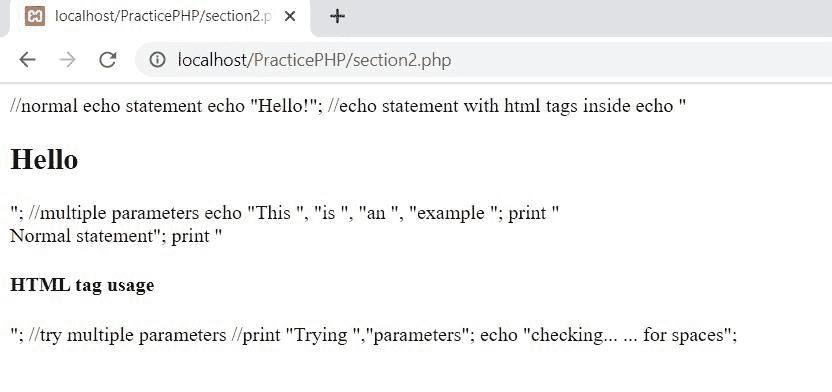 localhost/PracticePHP/section2.p
localhost/PracticePHP/section2.php
//normal echo statement echo "Hello!"; //echo statement with html tags inside echo "
Hello
"; //multiple parameters echo "This ", "is ", "an ", "example "; print "
Normal statement"; print "
HTML tag usage
"; //try multiple parameters //print "Trying ","parameters"; echo "checking... ... for spaces";